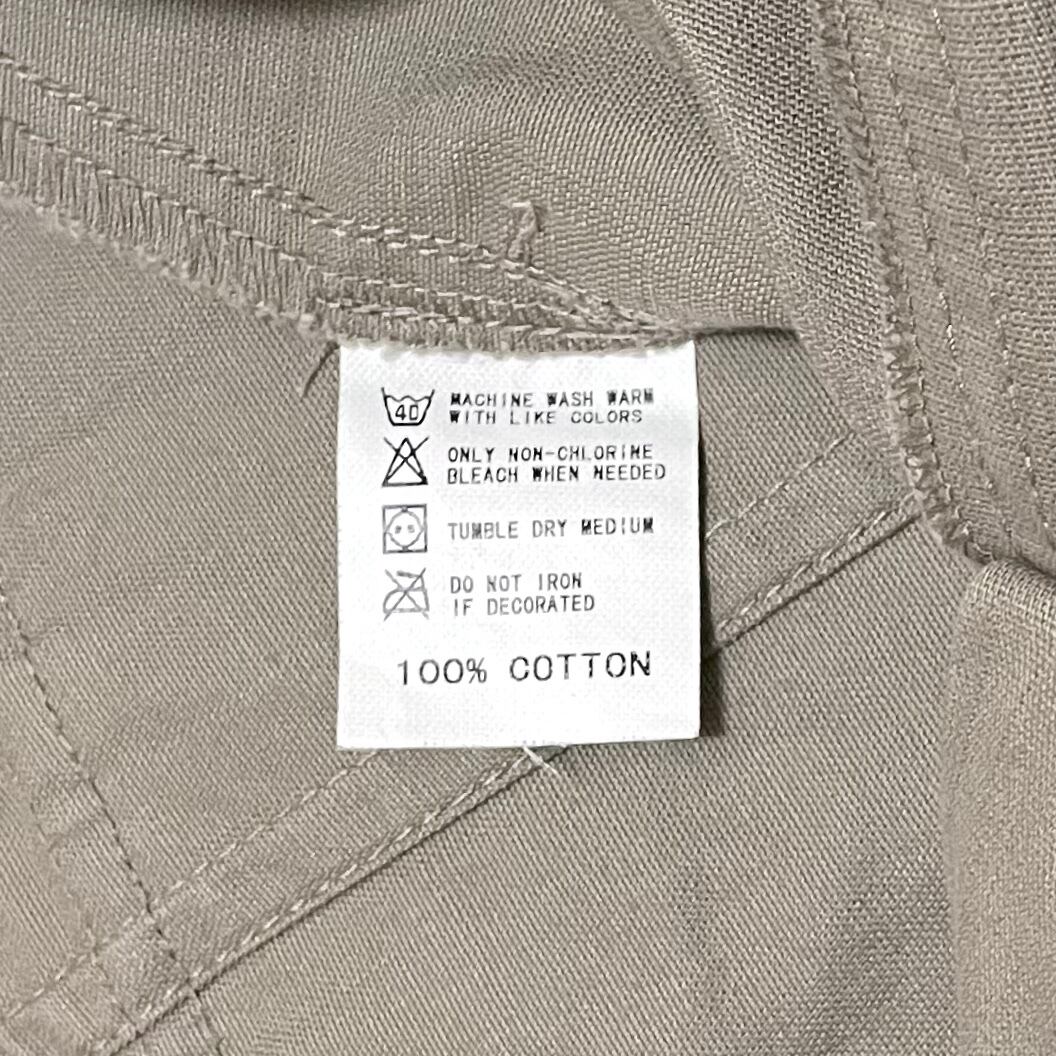 40 MACHINE WASH WARM
WITH LIKE COLORS
ONLY NON-CHLORINE
BLEACH WHEN NEEDED
TUMBLE DRY MEDIUM
DO NOT IRON
IF DECORATED
100% COTTON